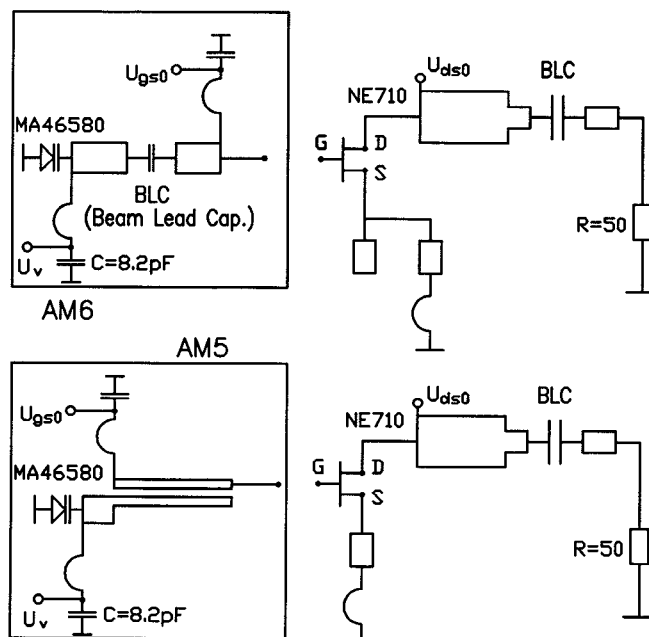 Ugs0
MA46580
BLC
(Beam Lead Cap.)
Uv
C=8.2pF
AM6
Uds0
BLC
NE710
G
D
S
R=50
AM5
Ugs0
MA46580
Uv
C=8.2pF
Uds0
BLC
NE710
G
D
S
R=50